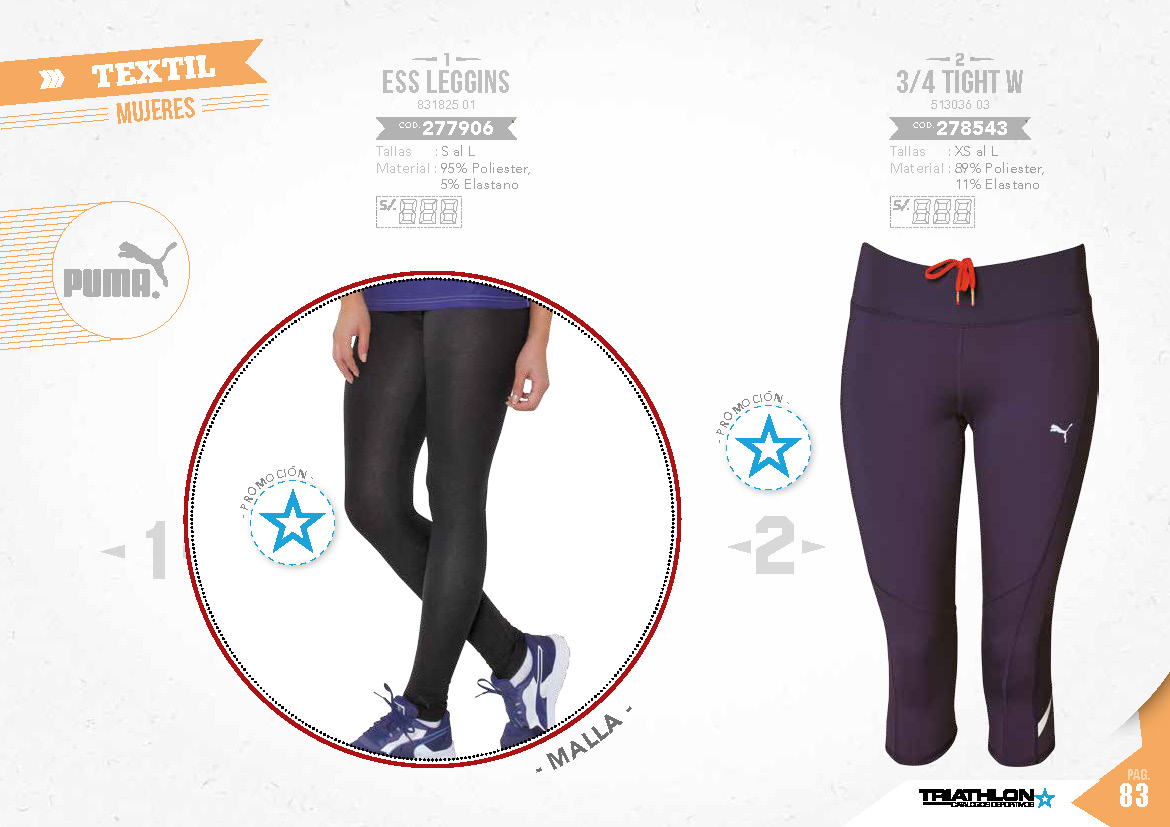 TEXTIL
MUJERES
PUMA.
1
ESS LEGGINS
831825 01
COD. 277906
Tallas : S al L
Material : 95% Poliester,
5% Elastano
S/. 888
2
3/4 TIGHT W
513036 03
COD. 278543
Tallas : XS al L
Material : 89% Poliester,
11% Elastano
S/. 888
- PROMOCIÓN -
1
- MALLA -
- PROMOCIÓN -
2
TRIATHLON
CATÁLOGOS DEPORTIVOS
PAG.
83